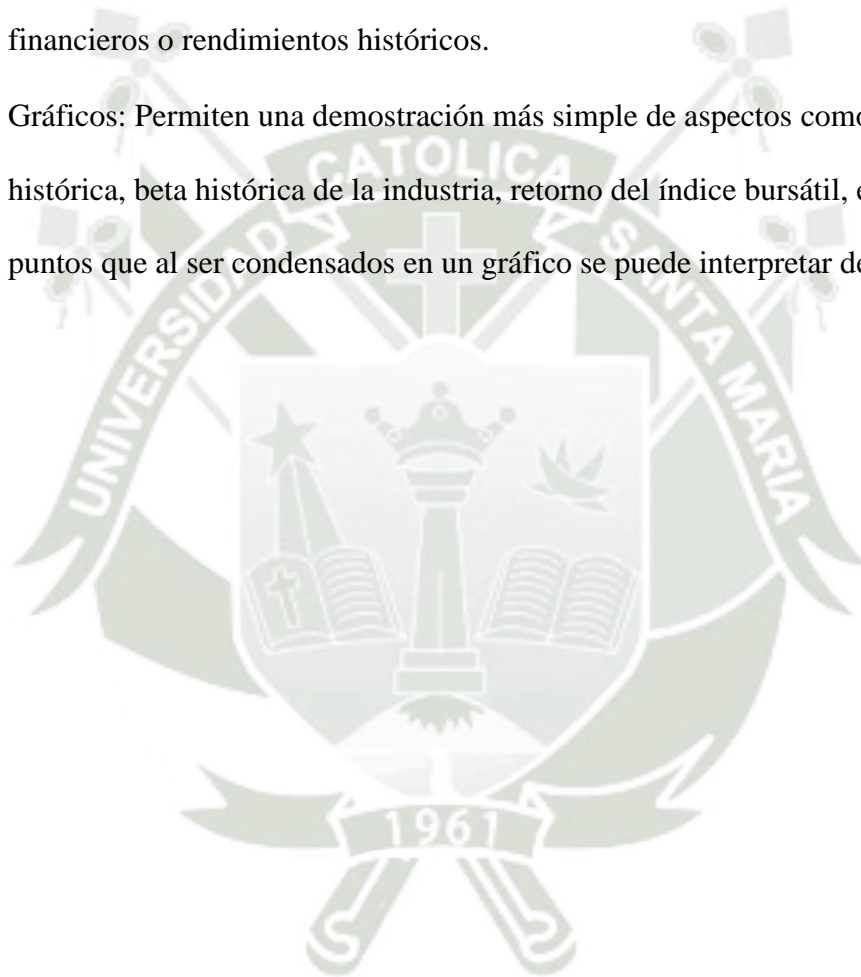 financieros o rendimientos históricos.
Gráficos: Permiten una demostración más simple de aspectos como
histórica, beta histórica de la industria, retorno del índice bursátil,
puntos que al ser condensados en un gráfico se puede interpretar
UNIVERSIDAD CATOLICA SANTA MARIA
1961